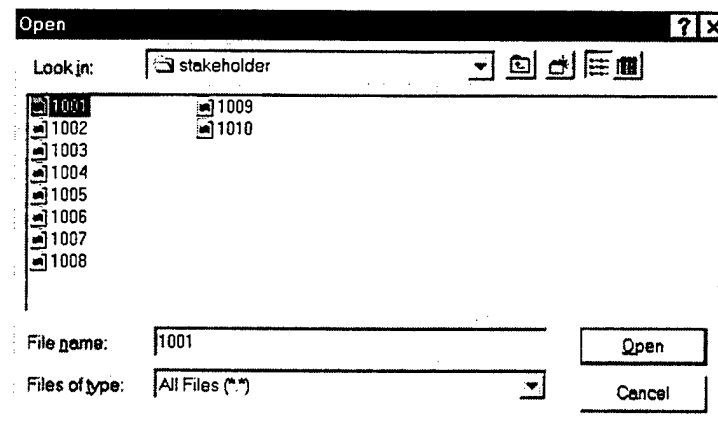 Open ? x
Look in: stakeholder
1001 1009
1002 1010
1003
1004
1005
1006
1007
1008
File name: 1001 Open
Files of type: All Files (*.*) Cancel